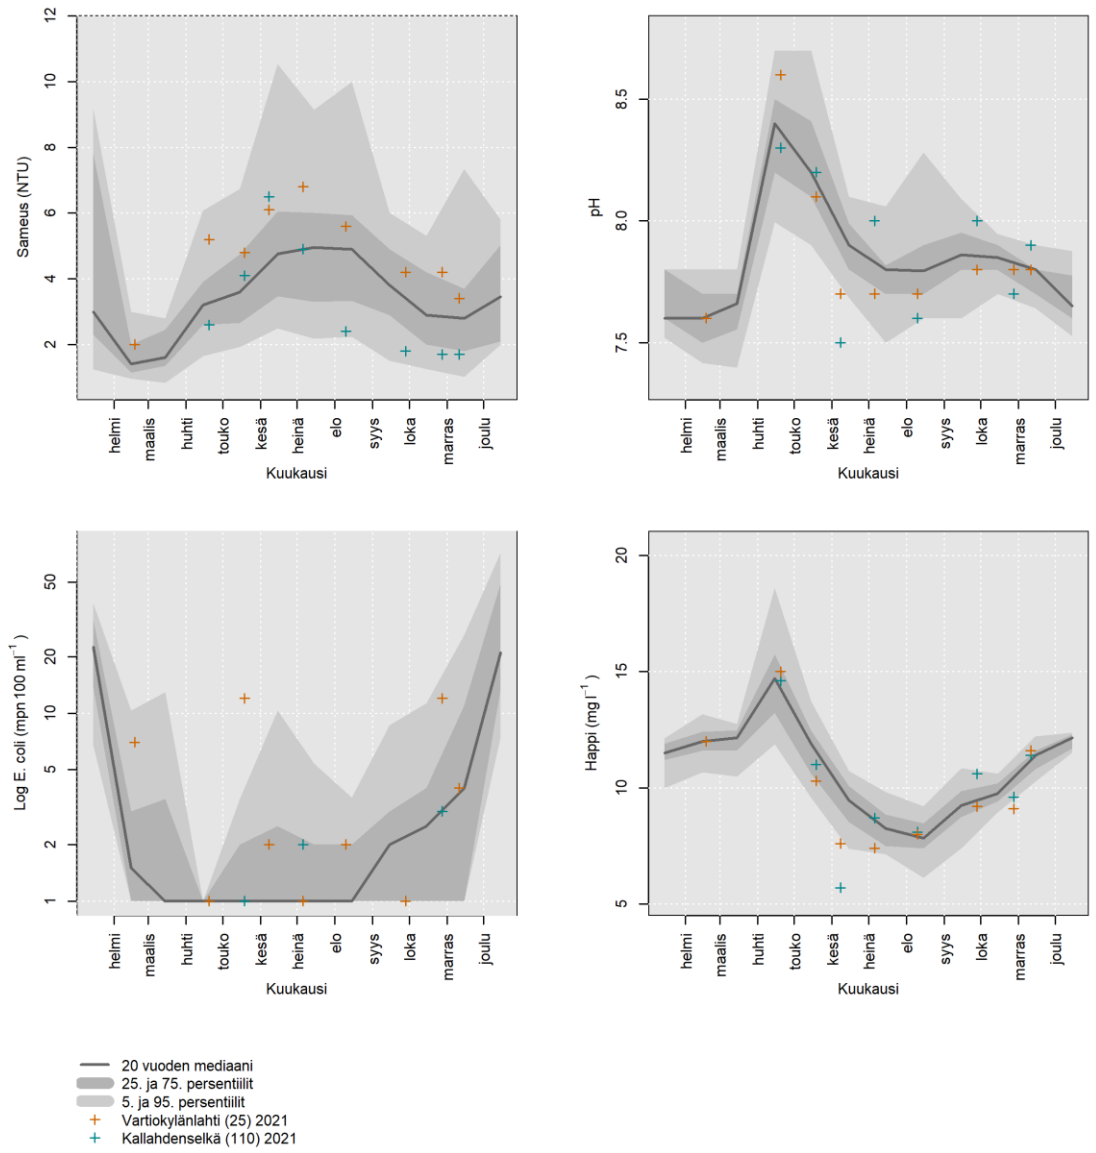 12
10
8
6
4
2
Sameus (NTU)
helmi
maalis
huhti
touko
kesä
heinä
elo
syys
loka
marras
joulu
Kuukausi
8.5
8.0
7.5
pH
helmi
maalis
huhti
touko
kesä
heinä
elo
syys
loka
marras
joulu
Kuukausi
50
20
10
5
2
1
Log E. coli (mpn 100 ml⁻¹ )
helmi
maalis
huhti
touko
kesä
heinä
elo
syys
loka
marras
joulu
Kuukausi
20
15
10
5
Happi (mg l⁻¹ )
helmi
maalis
huhti
touko
kesä
heinä
elo
syys
loka
marras
joulu
Kuukausi
20 vuoden mediaani
25. ja 75. persentiilit
5. ja 95. persentiilit
Vartiokylänlahti (25) 2021
Kallahdenselkä (110) 2021